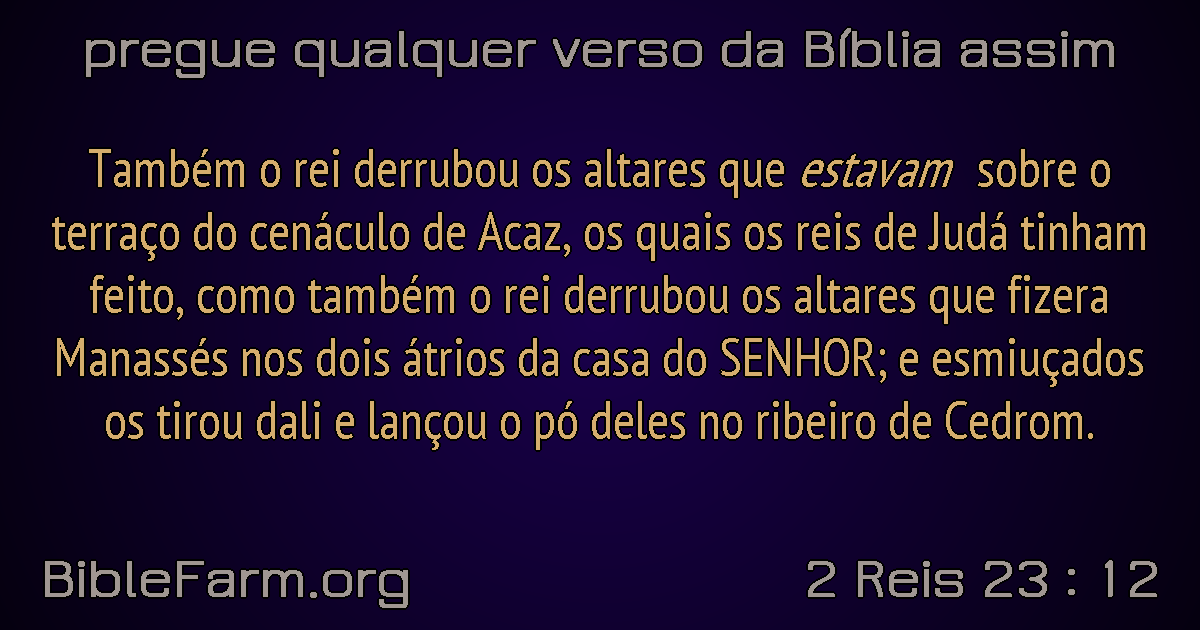 pregue qualquer verso da Bíblia assim
Também o rei derrubou os altares que estavam sobre o
terraço do cenáculo de Acaz, os quais os reis de Judá tinham
feito, como também o rei derrubou os altares que fizera
Manassés nos dois átrios da casa do SENHOR; e esmiuçados
os tirou dali e lançou o pó deles no ribeiro de Cedrom.
BibleFarm.org
2 Reis 23 : 12